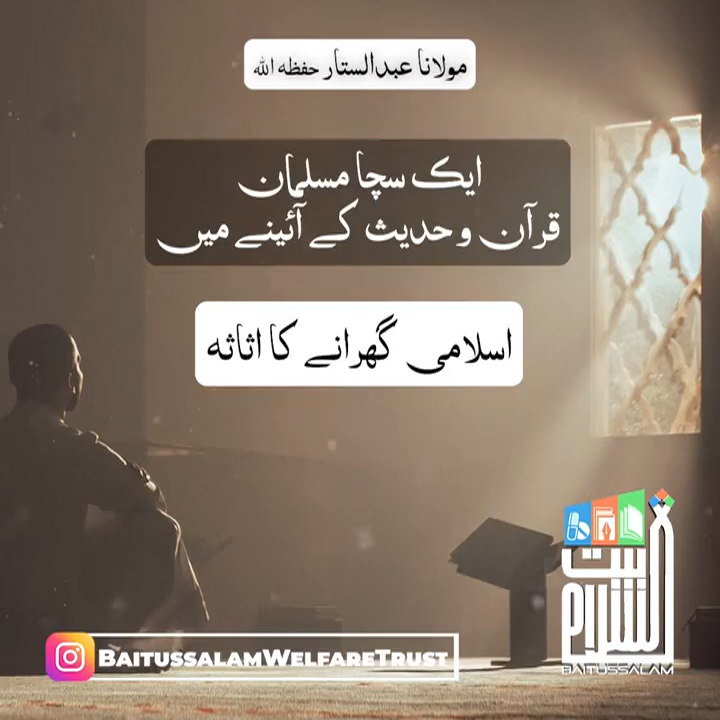 مولانا عبدالستار حفظہ اللہ
ایک سچا مسلمان
قرآن و حدیث کے آئینے میں
اسلامی گھرانے کا اثاثہ
بیت السلام
BAITUSSALAM
BAITUSSALAMWELFARETRUST